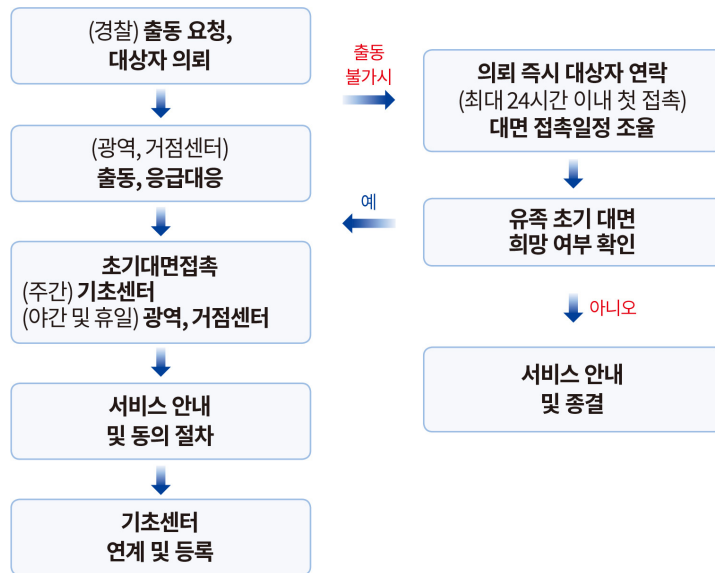 (경찰) 출동 요청,
대상자 의뢰
(광역, 거점센터)
출동, 응급대응
초기대면접촉
(주간) 기초센터
(야간 및 휴일) 광역, 거점센터
서비스 안내
및 동의 절차
기초센터
연계 및 등록
출동
불가시
의뢰 즉시 대상자 연락
(최대 24시간 이내 첫 접촉)
대면 접촉일정 조율
유족 초기 대면
희망 여부 확인
예
아니오
서비스 안내
및 종결